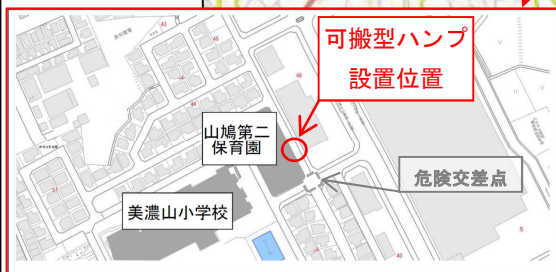 可搬型ハンプ
設置位置
山鳩第二
保育園
危険交差点
美濃山小学校